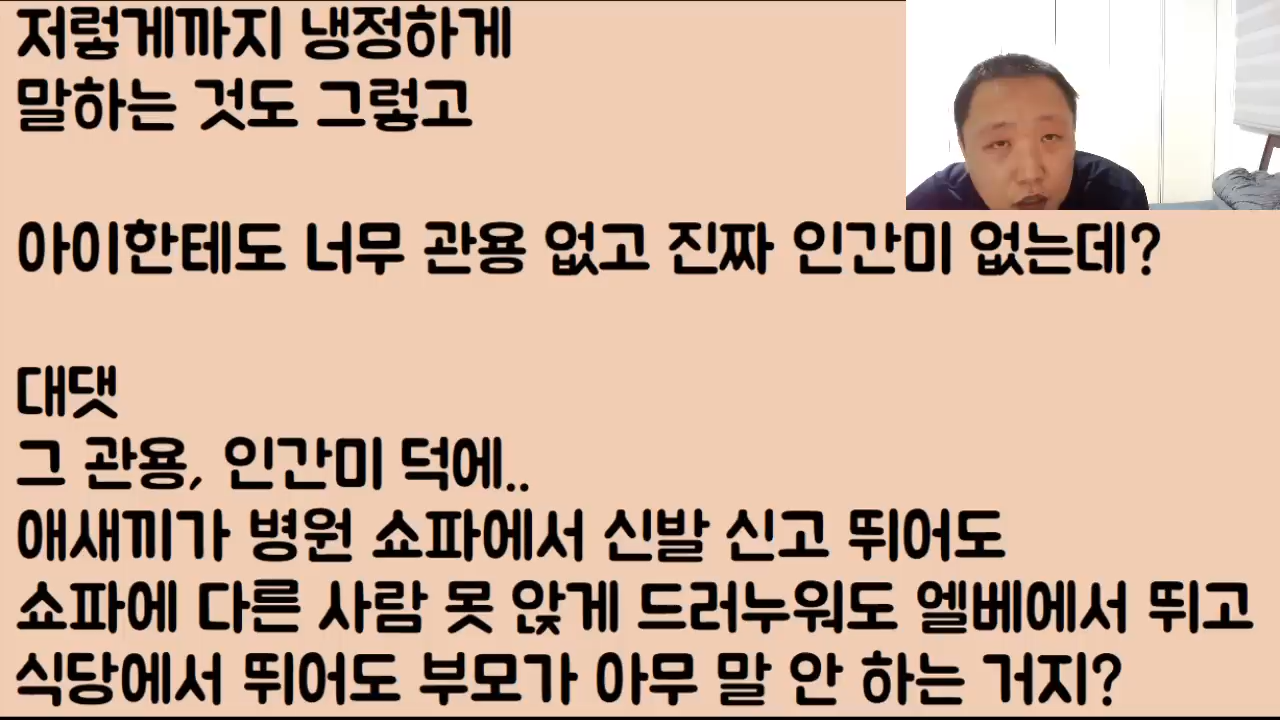 저렇게까지 냉정하게
말하는 것도 그렇고
아이한테도 너무 관용 없고 진짜 인간미 없는데?
대댓
그 관용, 인간미 덕에..
애새끼가 병원 쇼파에서 신발 신고 뛰어도
쇼파에 다른 사람 못 앉게 드러누워도 엘베에서 뛰고
식당에서 뛰어도 부모가 아무 말 안 하는 거지?